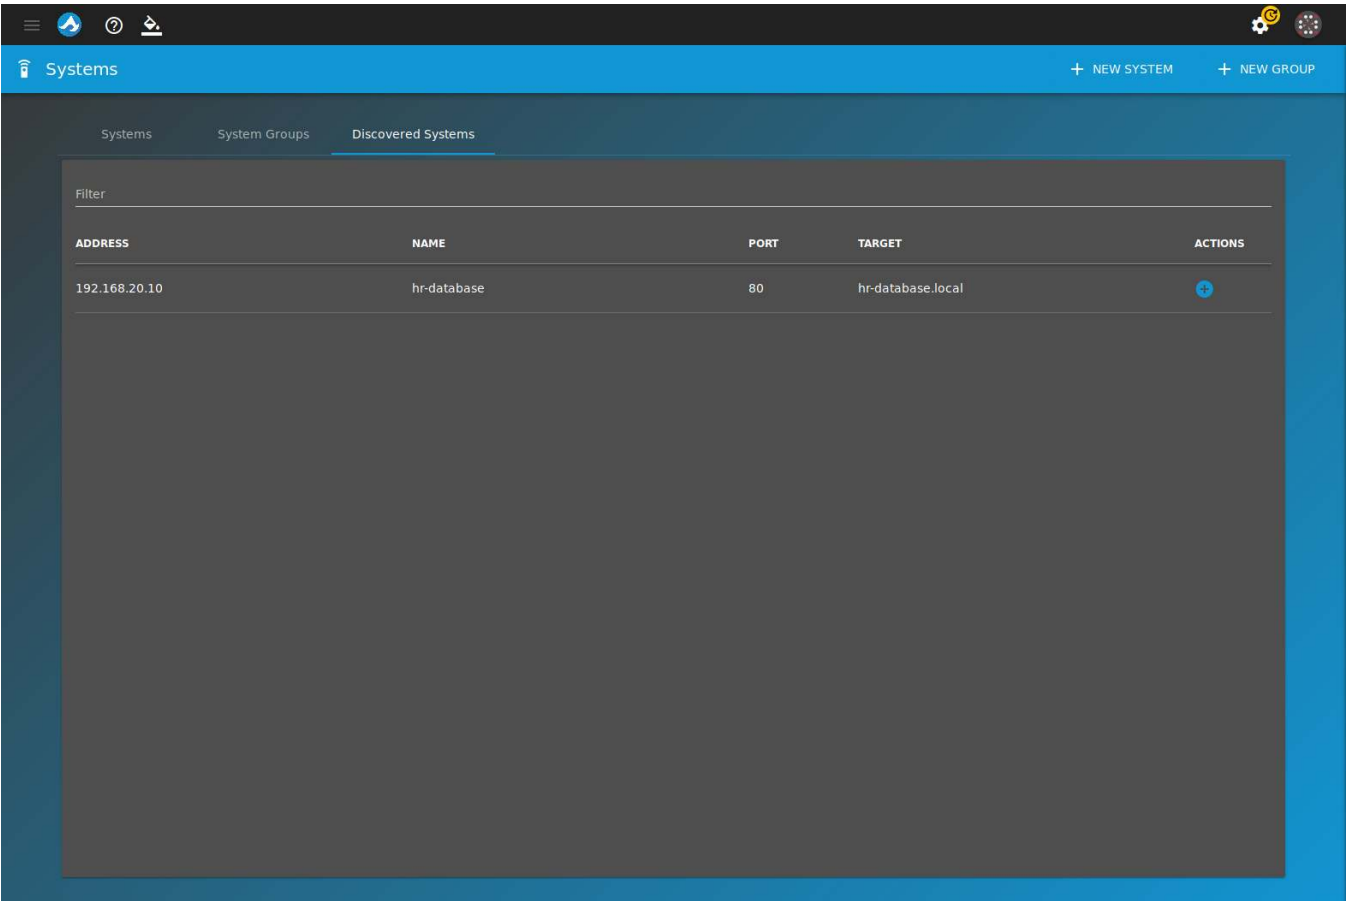 Systems
NEW SYSTEM
NEW GROUP
Systems
System Groups
Discovered Systems
Filter
ADDRESS NAME PORT TARGET ACTIONS
192.168.20.10 hr-database 80 hr-database.local